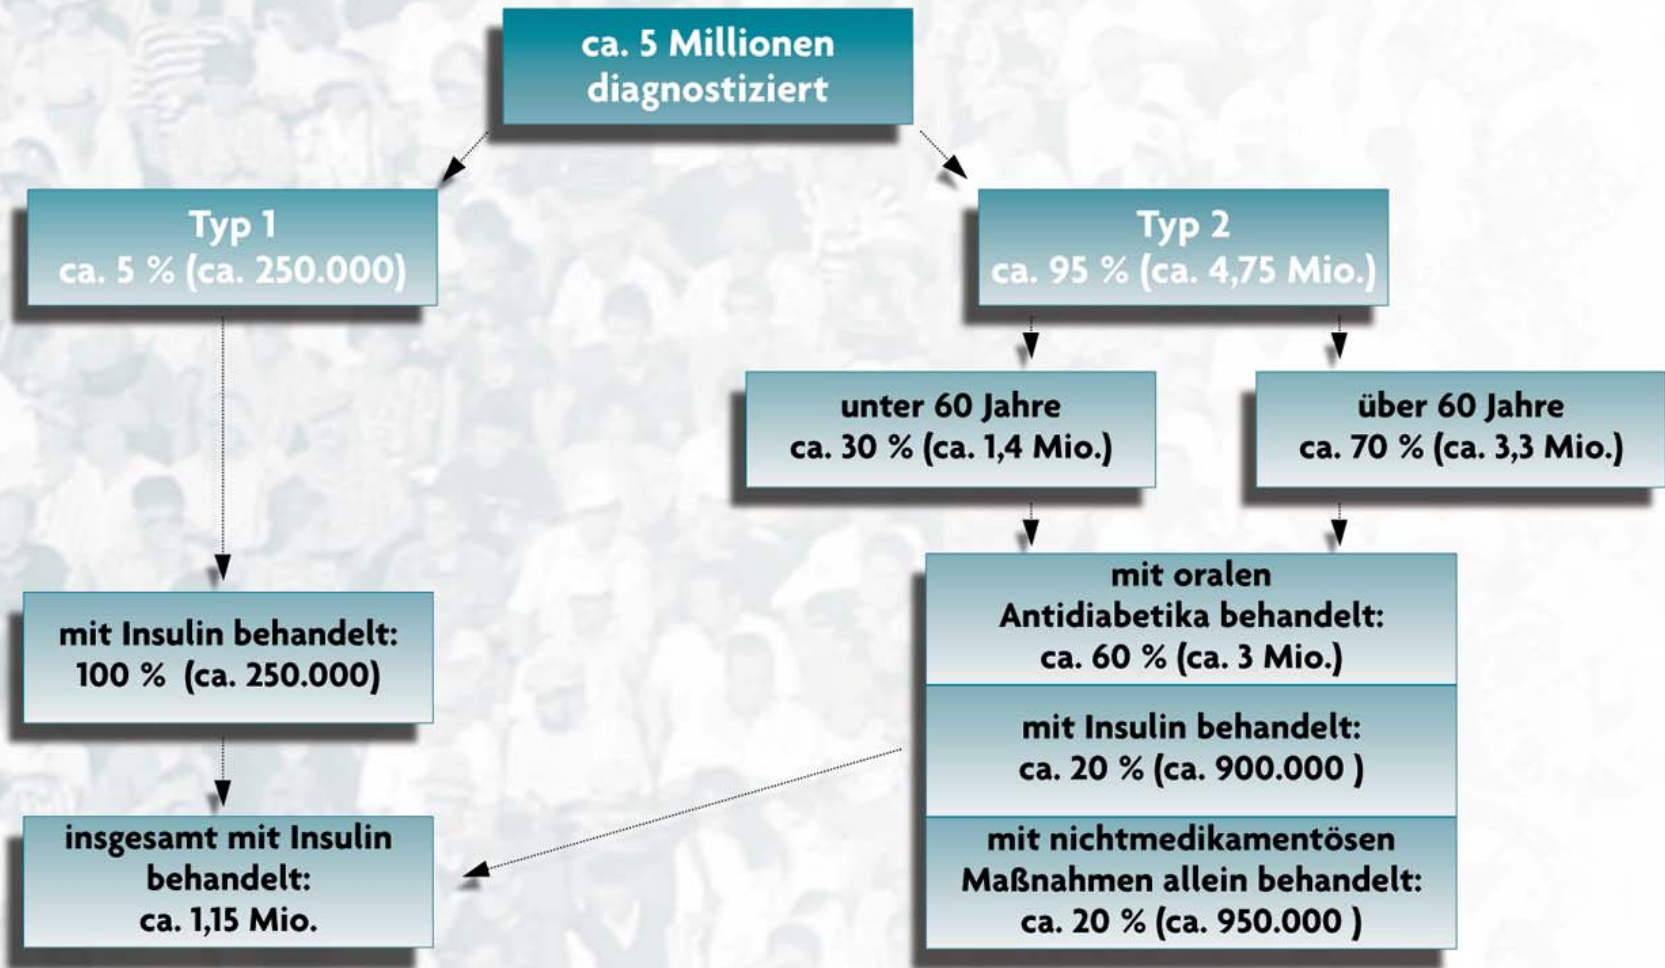 ca. 5 Millionen
diagnostiziert
Typ 1
ca. 5 % (ca. 250.000)
Typ 2
ca. 95 % (ca. 4,75 Mio.)
unter 60 Jahre
ca. 30 % (ca. 1,4 Mio.)
über 60 Jahre
ca. 70 % (ca. 3,3 Mio.)
mit Insulin behandelt:
100 % (ca. 250.000)
mit oralen
Antidiabetika behandelt:
ca. 60 % (ca. 3 Mio.)
mit Insulin behandelt:
ca. 20 % (ca. 900.000 )
mit nichtmedikamentösen
Maßnahmen allein behandelt:
ca. 20 % (ca. 950.000 )
insgesamt mit Insulin
behandelt:
ca. 1,15 Mio.